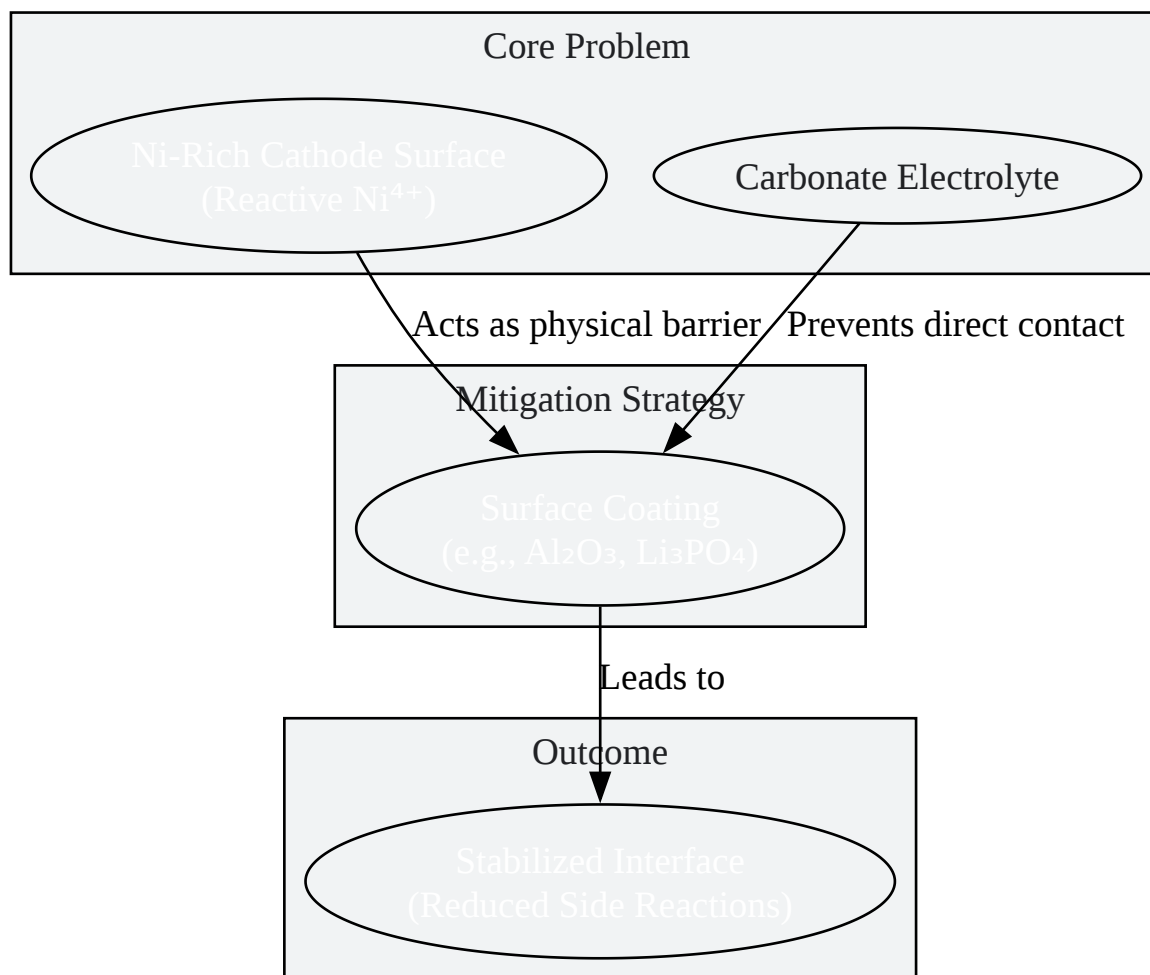 Core Problem
Ni-Rich Cathode Surface
(Reactive Ni⁴⁺)
Carbonate Electrolyte
Acts as physical barrier
Prevents direct contact
Mitigation Strategy
Surface Coating
(e.g., Al₂O₃, Li₃PO₄)
Leads to
Outcome
Stabilized Interface
(Reduced Side Reactions)